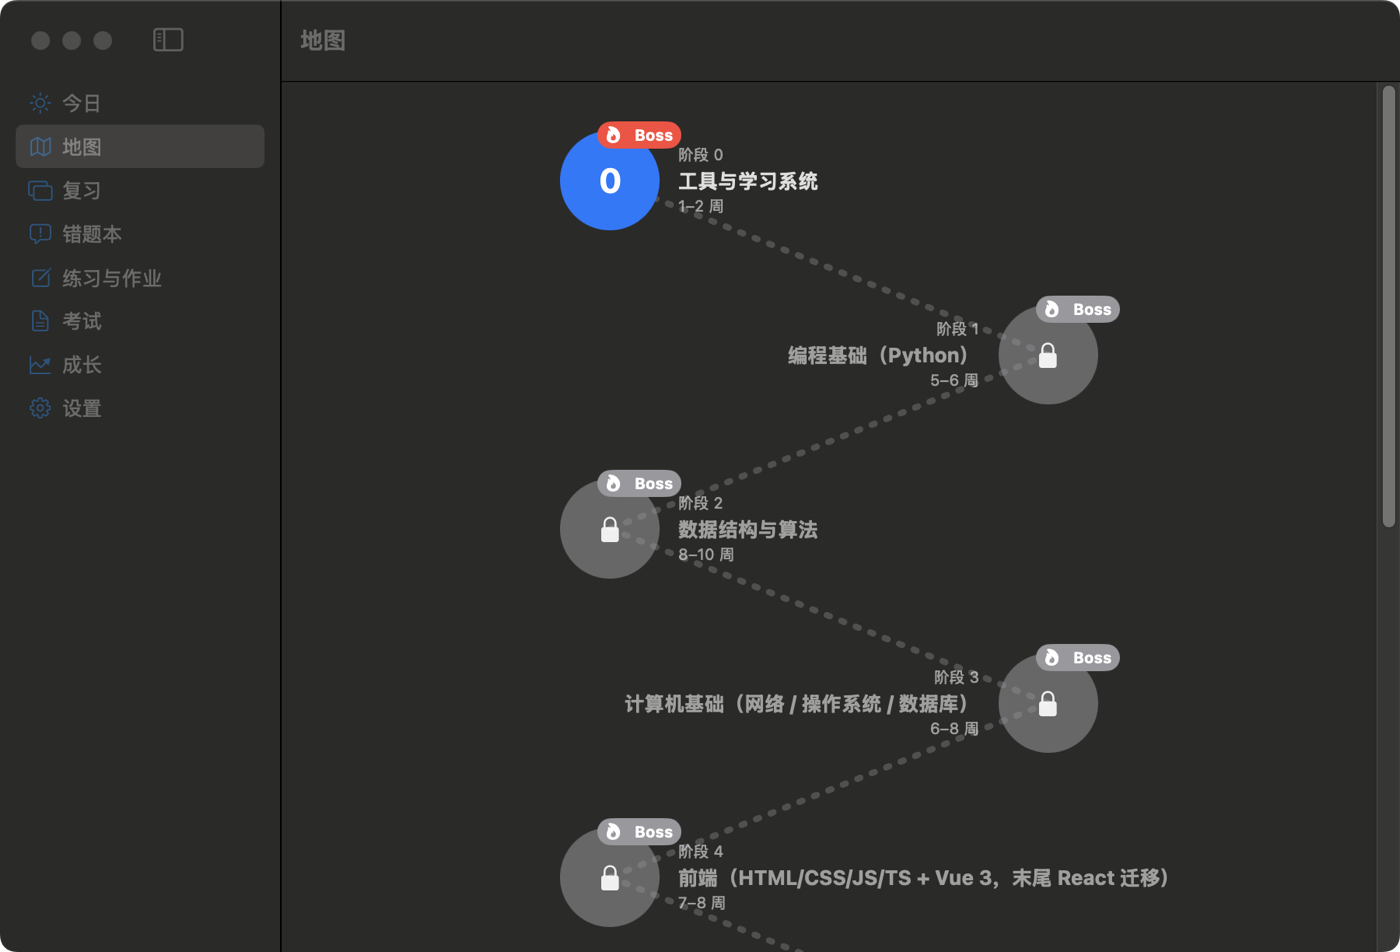 地图
今日
地图
复习
错题本
练习与作业
考试
成长
设置
Boss
0
阶段 0
工具与学习系统
1–2 周
Boss
阶段 1
编程基础（Python）
5–6 周
Boss
阶段 2
数据结构与算法
8–10 周
Boss
阶段 3
计算机基础（网络 / 操作系统 / 数据库）
6–8 周
Boss
阶段 4
前端（HTML/CSS/JS/TS + Vue 3，末尾 React 迁移）
7–8 周